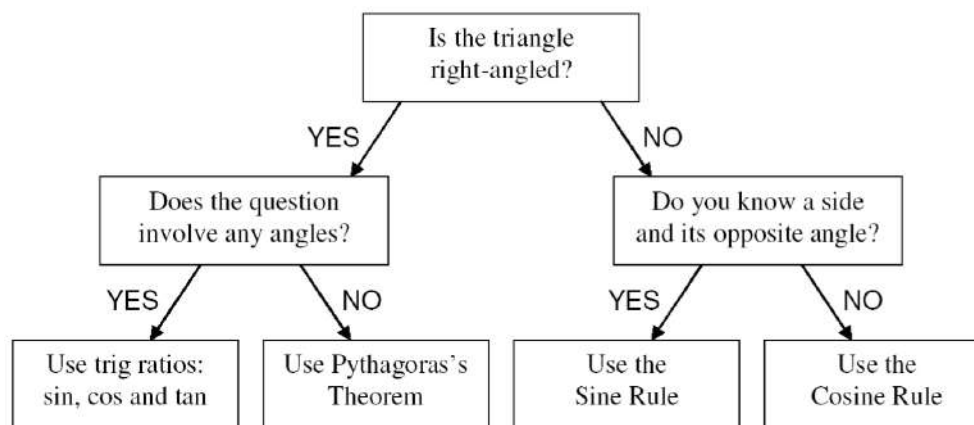 Is the triangle
right-angled?
YES
NO
Does the question
involve any angles?
Do you know a side
and its opposite angle?
YES
NO
YES
NO
Use trig ratios:
sin, cos and tan
Use Pythagoras's
Theorem
Use the
Sine Rule
Use the
Cosine Rule